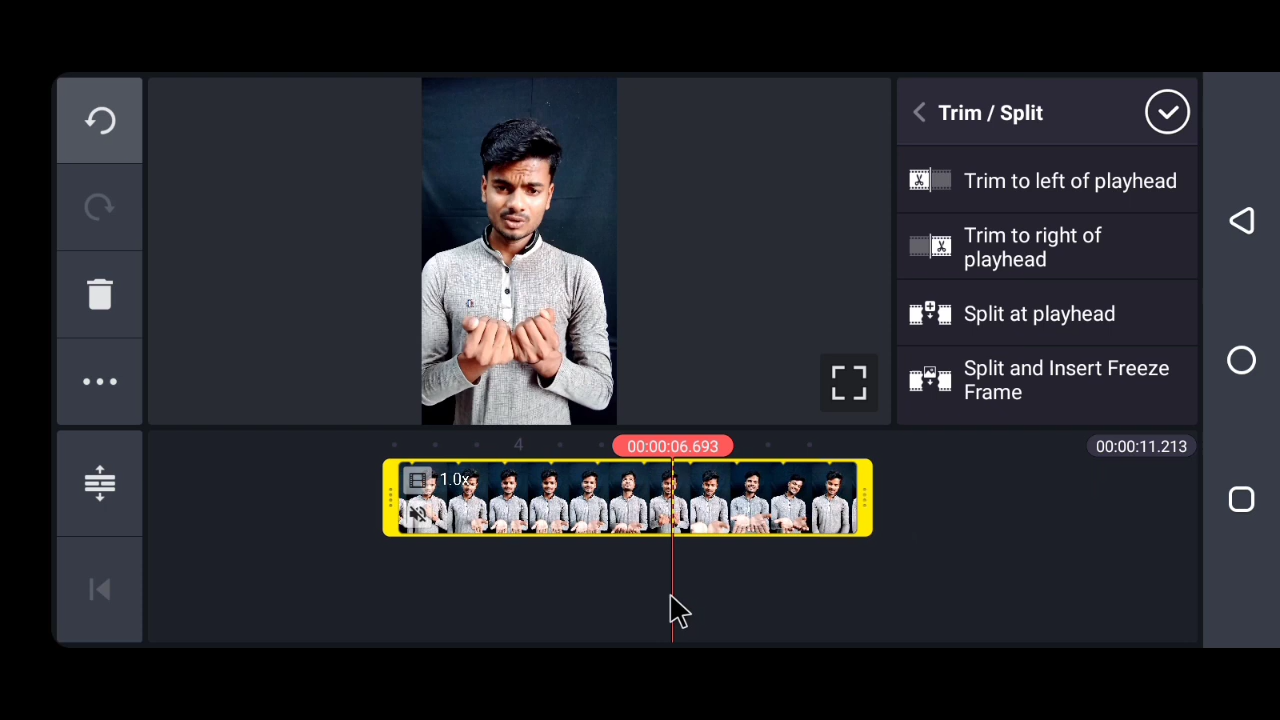 Trim / Split
Trim to left of playhead
Trim to right of
playhead
Split at playhead
Split and Insert Freeze
Frame
4
00:00:06.693
00:00:11.213
1.0x